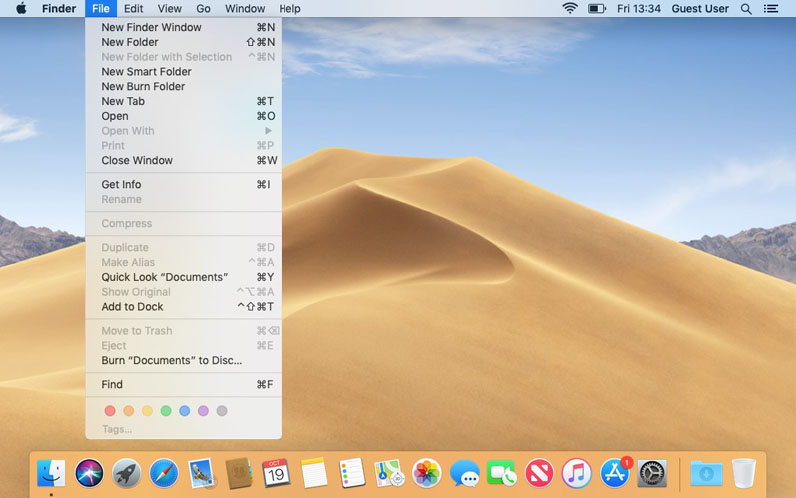 Finder File Edit View Go Window Help Fri 13:34 Guest User
New Finder Window ⌘N
New Folder ⇧⌘N
New Folder with Selection ^⌘N
New Smart Folder
New Burn Folder
New Tab ⌘T
Open ⌘O
Open With
Print ⌘P
Close Window ⌘W
Get Info ⌘I
Rename
Compress
Duplicate ⌘D
Make Alias ^⌘A
Quick Look “Documents” ⌘Y
Show Original ^⌥⌘A
Add to Dock ^⇧⌘T
Move to Trash ⌘⌫
Eject ⌘E
Burn “Documents” to Disc...
Find ⌘F
Tags...
OCT
19
1